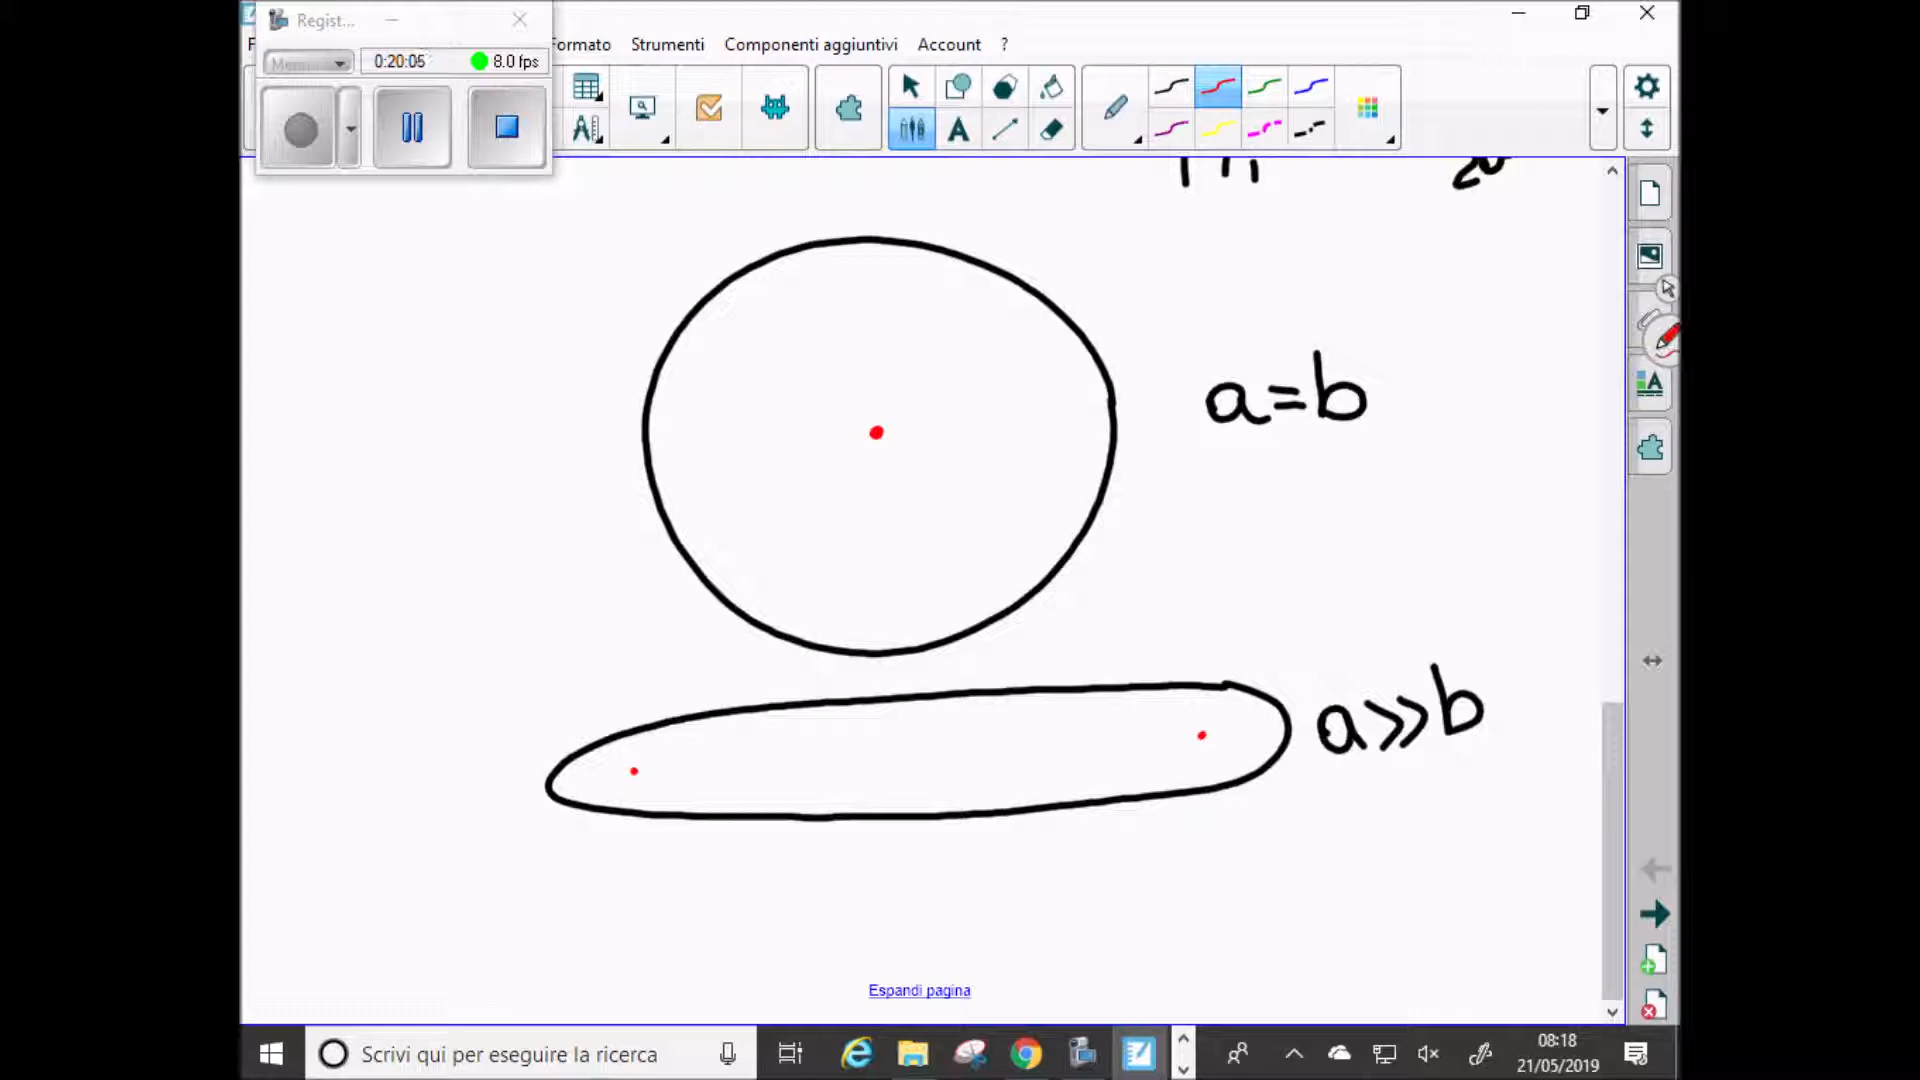 Regist...
Formato Strumenti Componenti aggiuntivi Account ?
0:20:05 8.0 fps
a=b
a>>b
Espandi pagina
Scrivi qui per eseguire la ricerca
08:18
21/05/2019